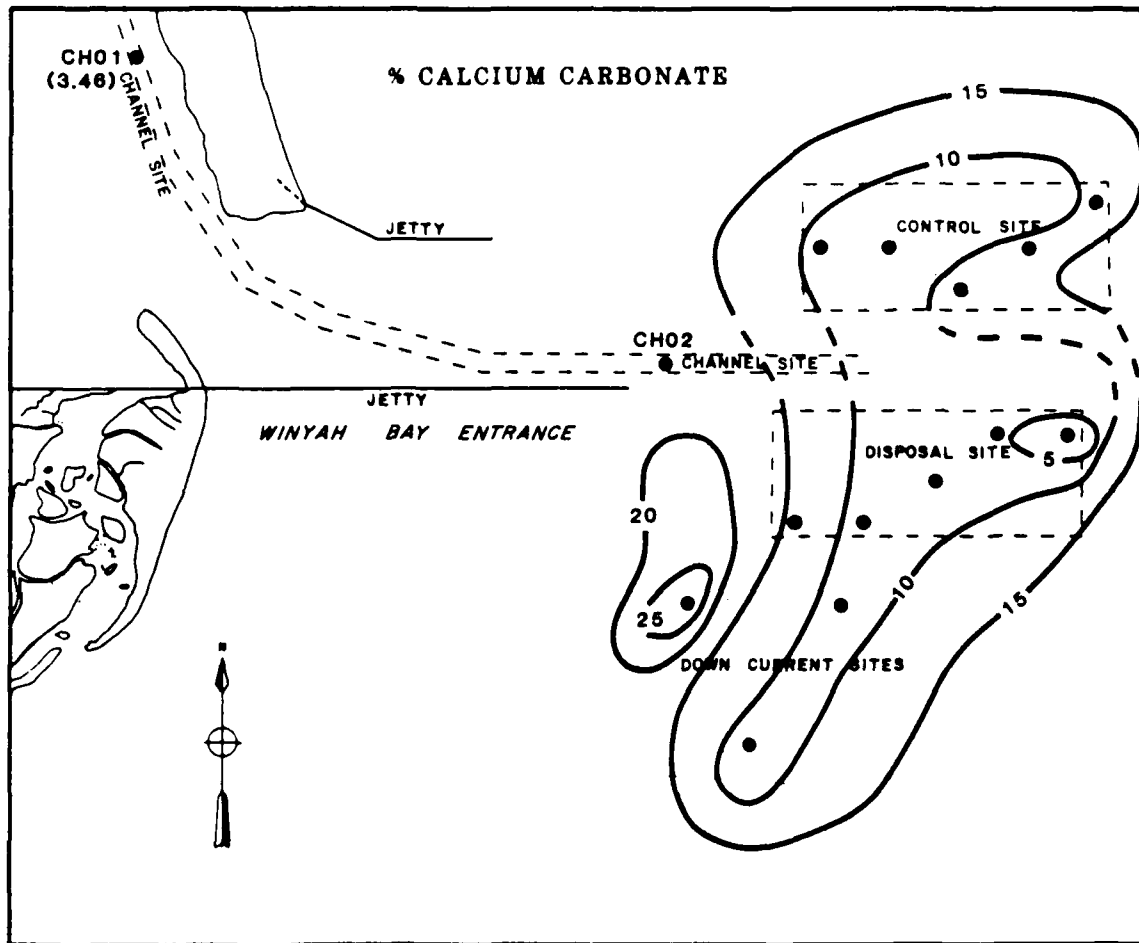 CH01
(3.46)
CHANNEL SITE
% CALCIUM CARBONATE
15
10
CONTROL SITE
JETTY
CH02
CHANNEL SITE
JETTY
WINYAH BAY ENTRANCE
DISPOSAL SITE
5
20
10
15
25
DOWN CURRENT SITES
N